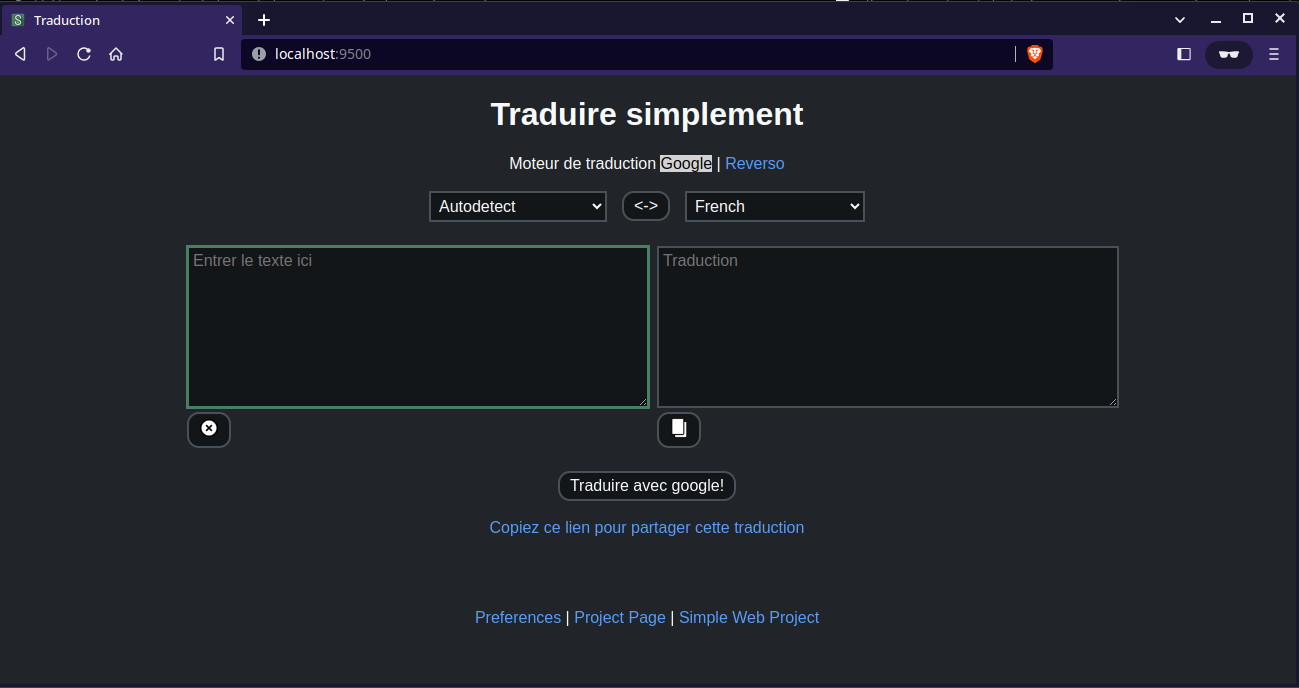 Traduction
localhost:9500
Traduire simplement
Moteur de traduction Google | Reverso
Autodetect <-> French
Entrer le texte ici
Traduction
Traduire avec google!
Copiez ce lien pour partager cette traduction
Preferences | Project Page | Simple Web Project